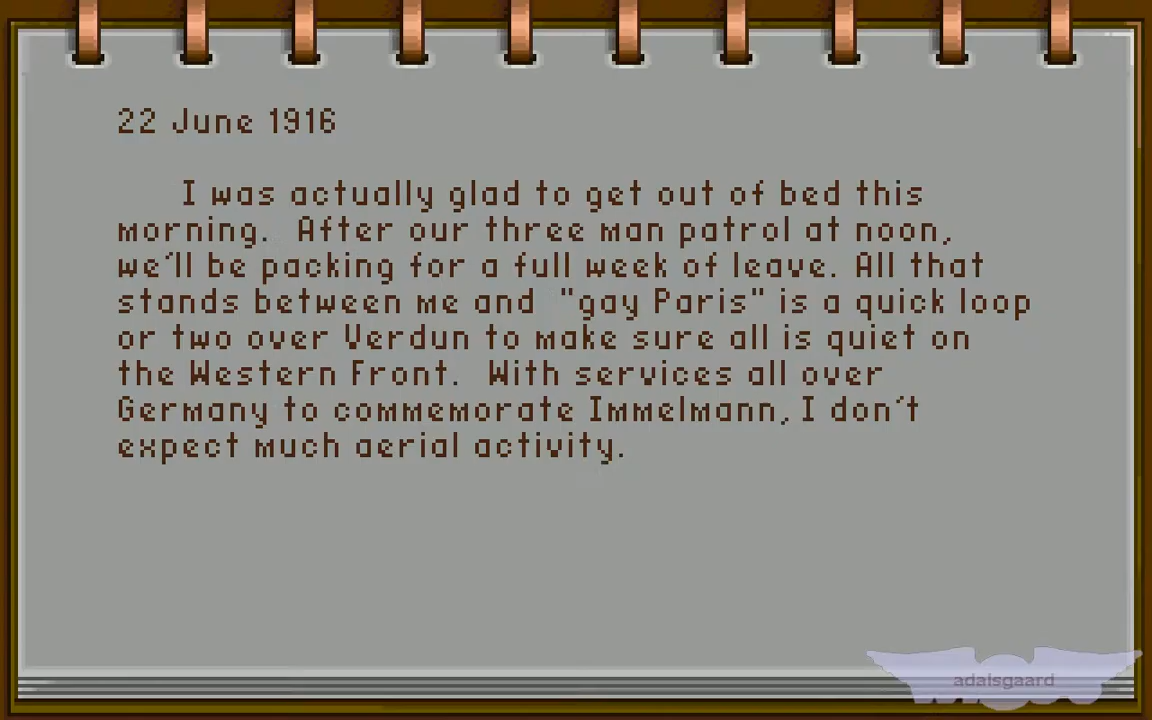 22 June 1916
I was actually glad to get out of bed this
morning.  After our three man patrol at noon,
we'll be packing for a full week of leave. All that
stands between me and  "gay Paris" is a quick loop
or two over Verdun to make sure all is quiet on
the Western Front.  With services all over
Germany to commemorate Immelmann, I don't
expect much aerial activity.
adalsgaard